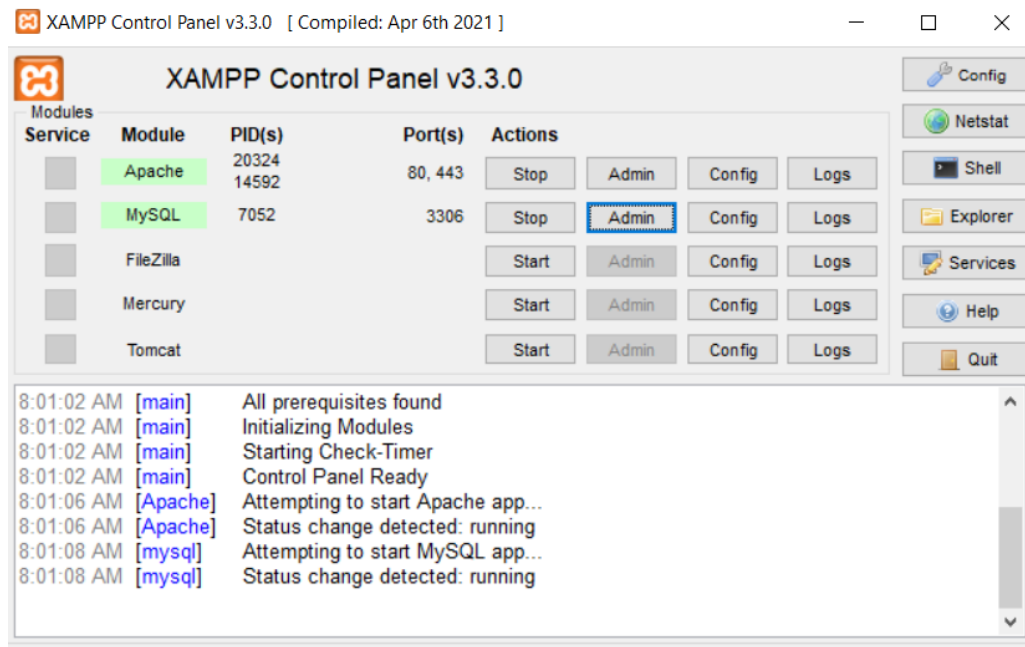 XAMPP Control Panel v3.3.0 [ Compiled: Apr 6th 2021 ]
XAMPP Control Panel v3.3.0
Config
Modules
Service Module PID(s) Port(s) Actions
Netstat
Apache 20324 14592 80, 443 Stop Admin Config Logs
Shell
MySQL 7052 3306 Stop Admin Config Logs
Explorer
FileZilla Start Admin Config Logs
Services
Mercury Start Admin Config Logs
Help
Tomcat Start Admin Config Logs
Quit
8:01:02 AM [main] All prerequisites found
8:01:02 AM [main] Initializing Modules
8:01:02 AM [main] Starting Check-Timer
8:01:02 AM [main] Control Panel Ready
8:01:06 AM [Apache] Attempting to start Apache app...
8:01:06 AM [Apache] Status change detected: running
8:01:08 AM [mysql] Attempting to start MySQL app...
8:01:08 AM [mysql] Status change detected: running